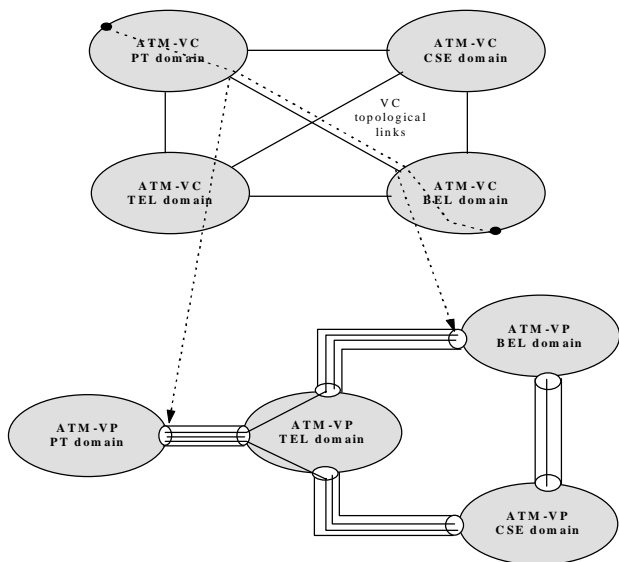 ATM-VC
PT domain
ATM-VC
CSE domain
VC
topological
links
ATM-VC
TEL domain
ATM-VC
BEL domain
ATM-VP
BEL domain
ATM-VP
PT domain
ATM-VP
TEL domain
ATM-VP
CSE domain